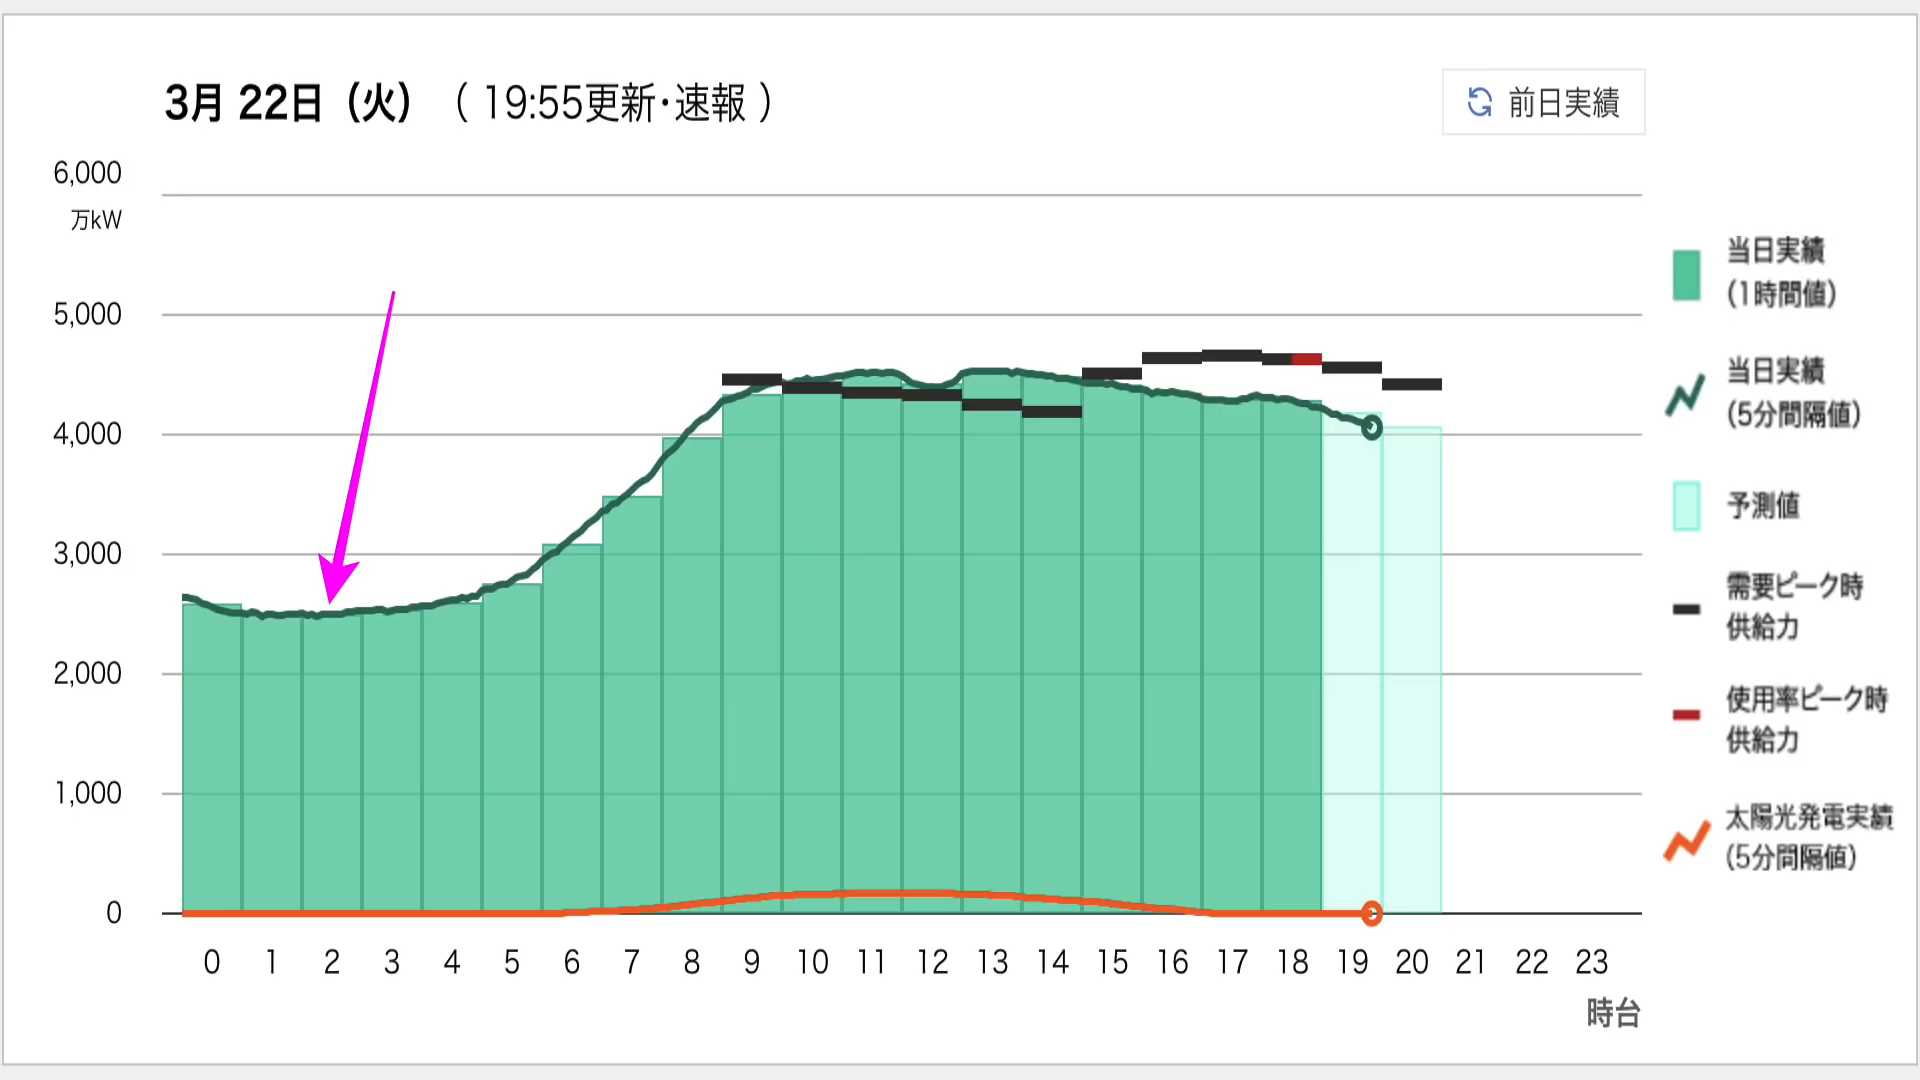 3月 22日（火）（ 19:55更新･速報 ）
前日実績
6,000
万kW
5,000
4,000
3,000
2,000
1,000
0
0 1 2 3 4 5 6 7 8 9 10 11 12 13 14 15 16 17 18 19 20 21 22 23
時台
当日実績
(1時間値)
当日実績
(5分間隔値)
予測値
需要ピーク時
供給力
使用率ピーク時
供給力
太陽光発電実績
(5分間隔値)